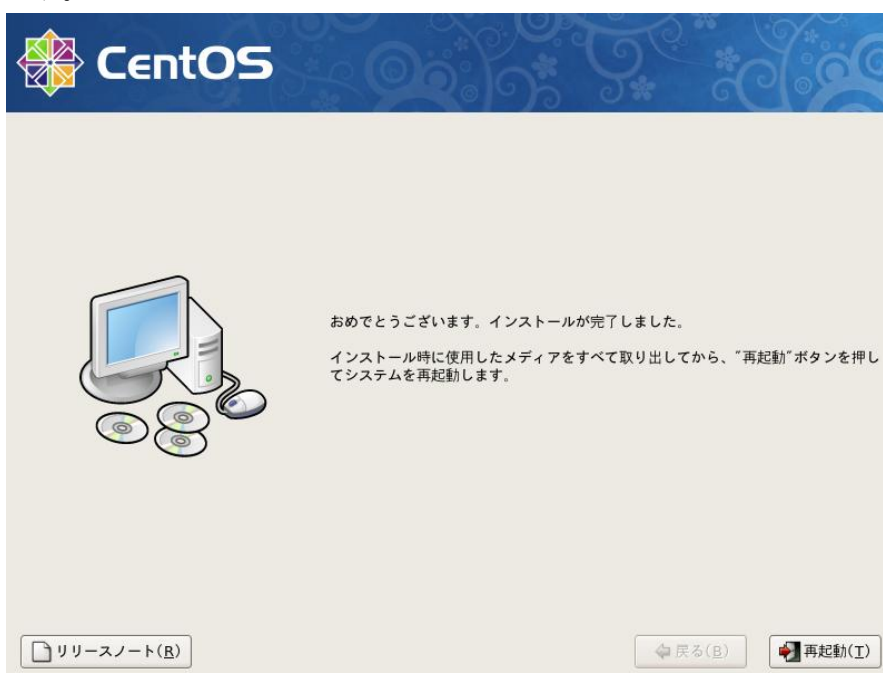 CentOS
おめでとうございます。インストールが完了しました。
インストール時に使用したメディアをすべて取り出してから、"再起動"ボタンを押し
てシステムを再起動します。
リリースノート(R)
戻る(B)
再起動(T)